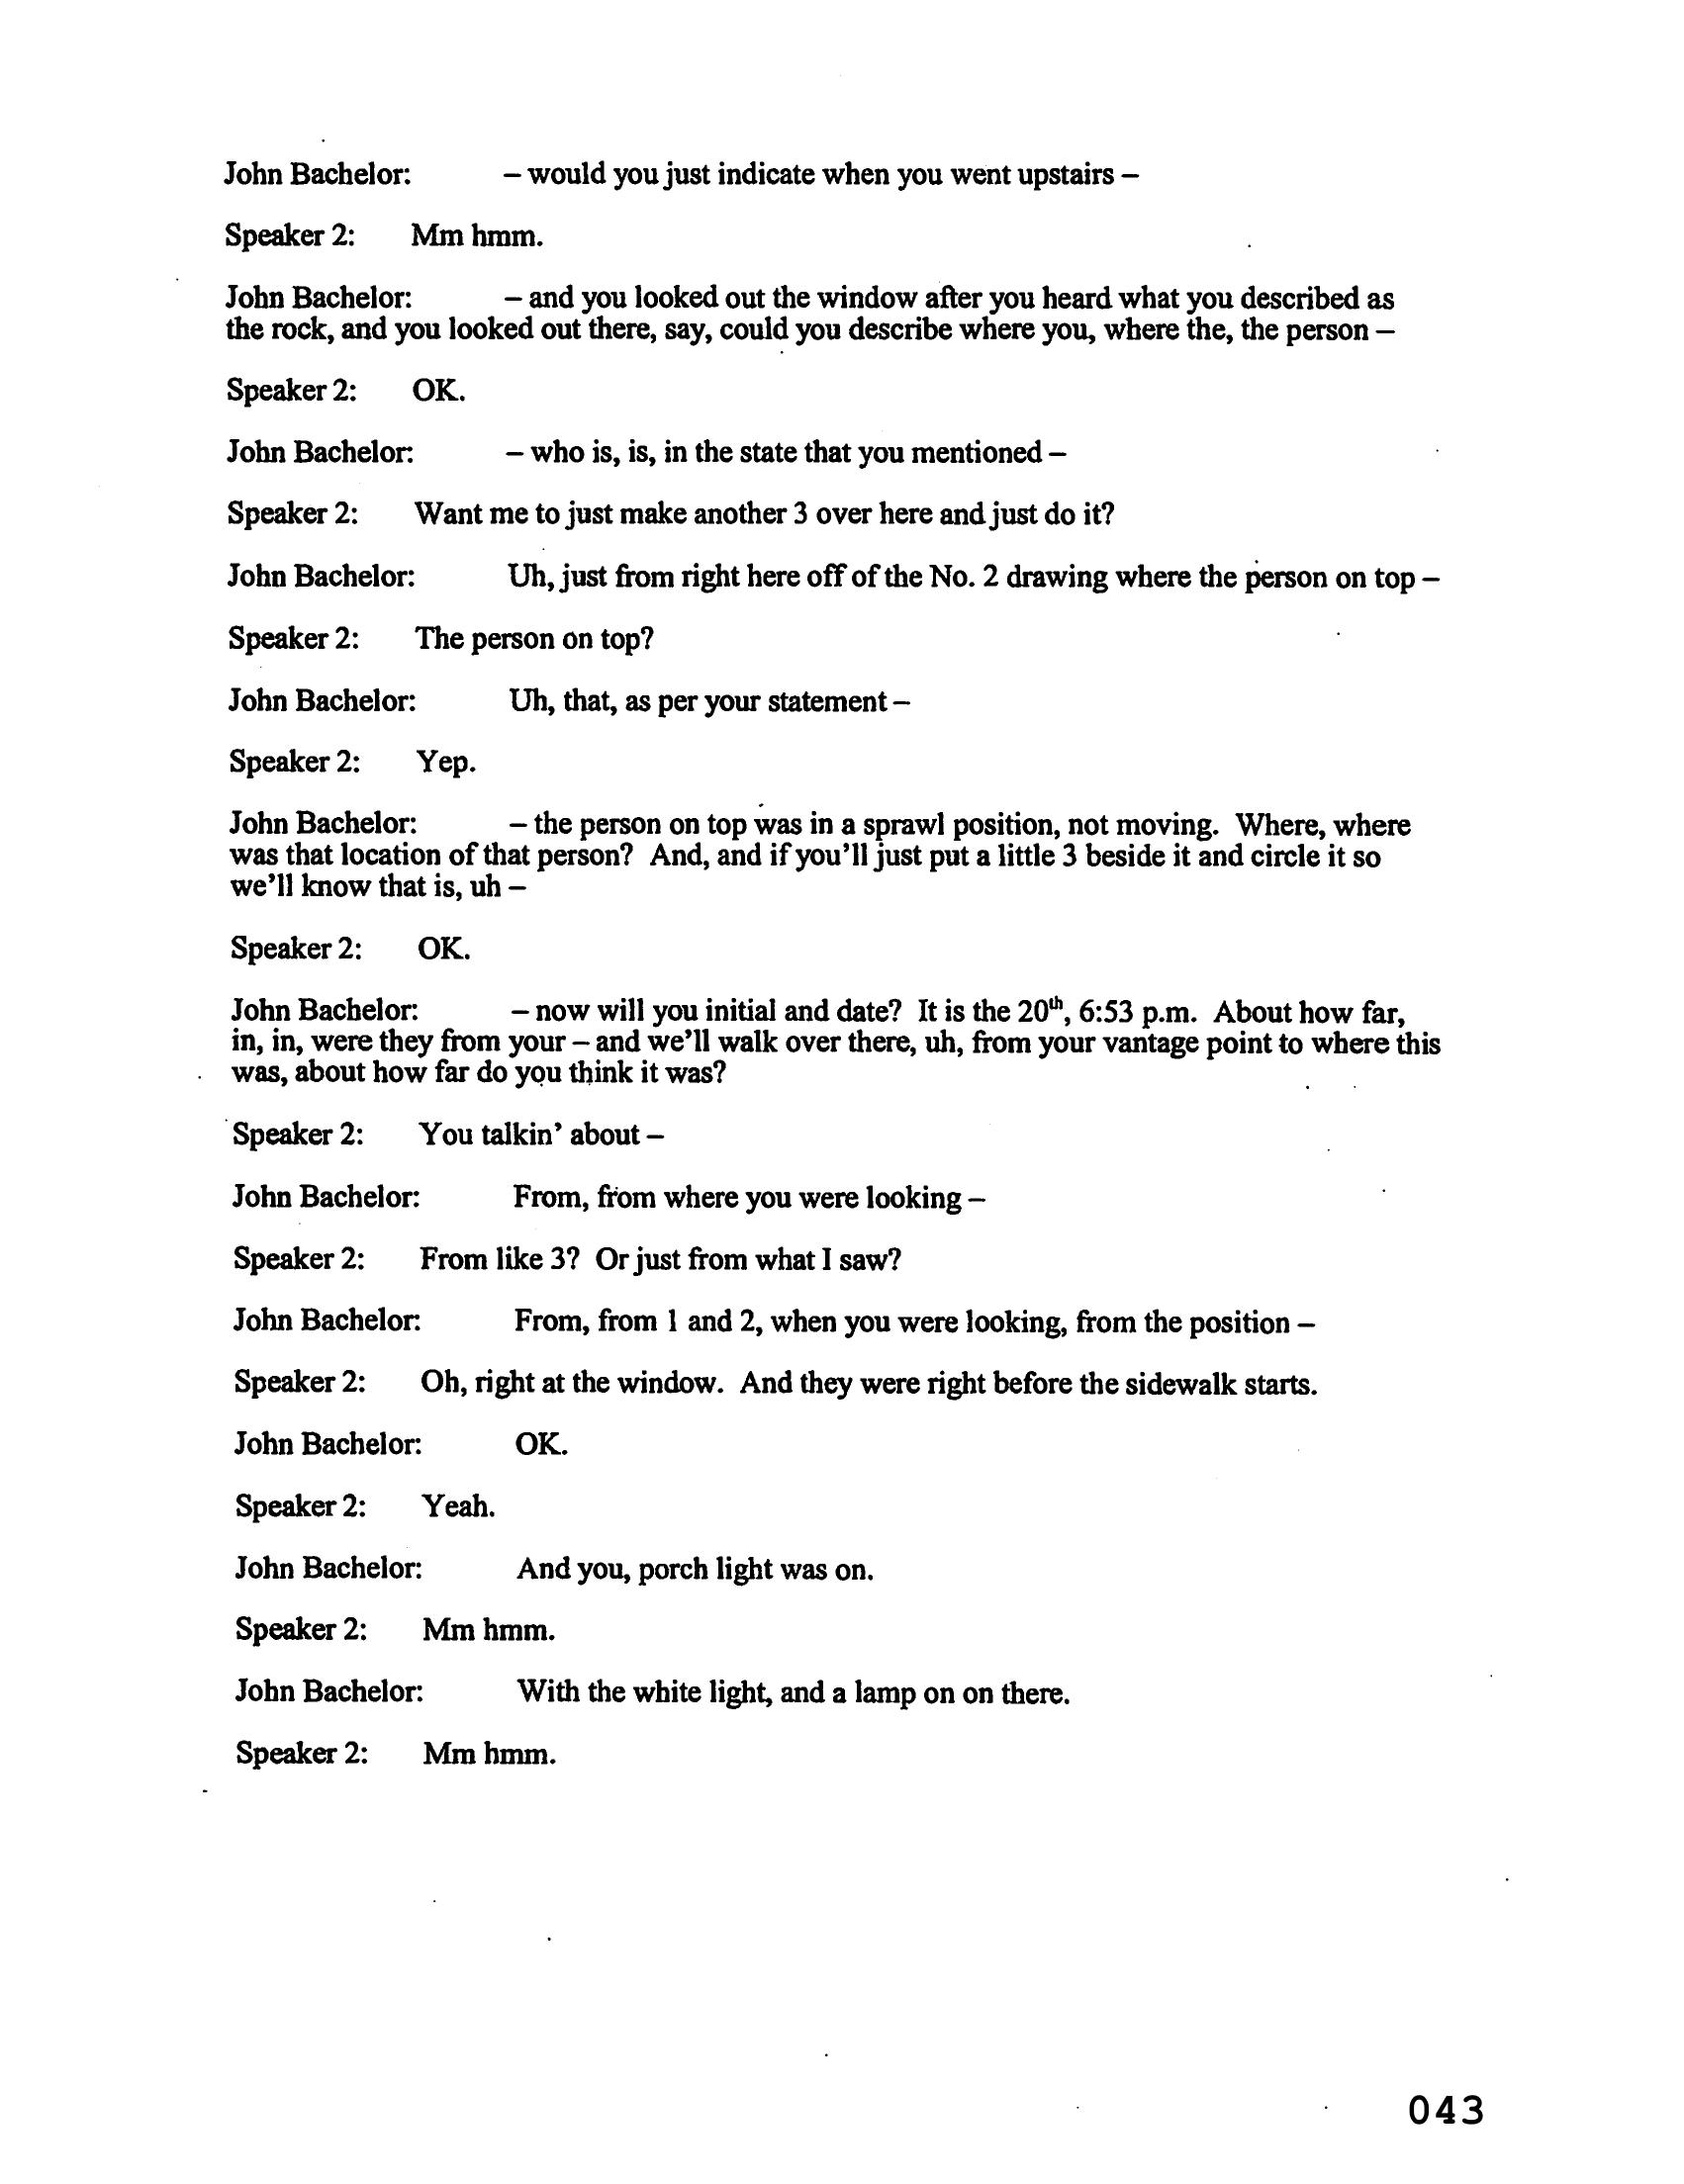 John Bachelor: – would you just indicate when you went upstairs –
Speaker 2: Mm hmm.
John Bachelor: – and you looked out the window after you heard what you described as
the rock, and you looked out there, say, could you describe where you, where the, the person –
Speaker 2: OK.
John Bachelor: – who is, is, in the state that you mentioned –
Speaker 2: Want me to just make another 3 over here and just do it?
John Bachelor: Uh, just from right here off of the No. 2 drawing where the person on top –
Speaker 2: The person on top?
John Bachelor: Uh, that, as per your statement –
Speaker 2: Yep.
John Bachelor: – the person on top was in a sprawl position, not moving. Where, where
was that location of that person? And, and if you’ll just put a little 3 beside it and circle it so
we’ll know that is, uh –
Speaker 2: OK.
John Bachelor: – now will you initial and date? It is the 20th, 6:53 p.m. About how far,
in, in, were they from your – and we’ll walk over there, uh, from your vantage point to where this
was, about how far do you think it was?
Speaker 2: You talkin’ about –
John Bachelor: From, from where you were looking –
Speaker 2: From like 3? Or just from what I saw?
John Bachelor: From, from 1 and 2, when you were looking, from the position –
Speaker 2: Oh, right at the window. And they were right before the sidewalk starts.
John Bachelor: OK.
Speaker 2: Yeah.
John Bachelor: And you, porch light was on.
Speaker 2: Mm hmm.
John Bachelor: With the white light, and a lamp on on there.
Speaker 2: Mm hmm.
043